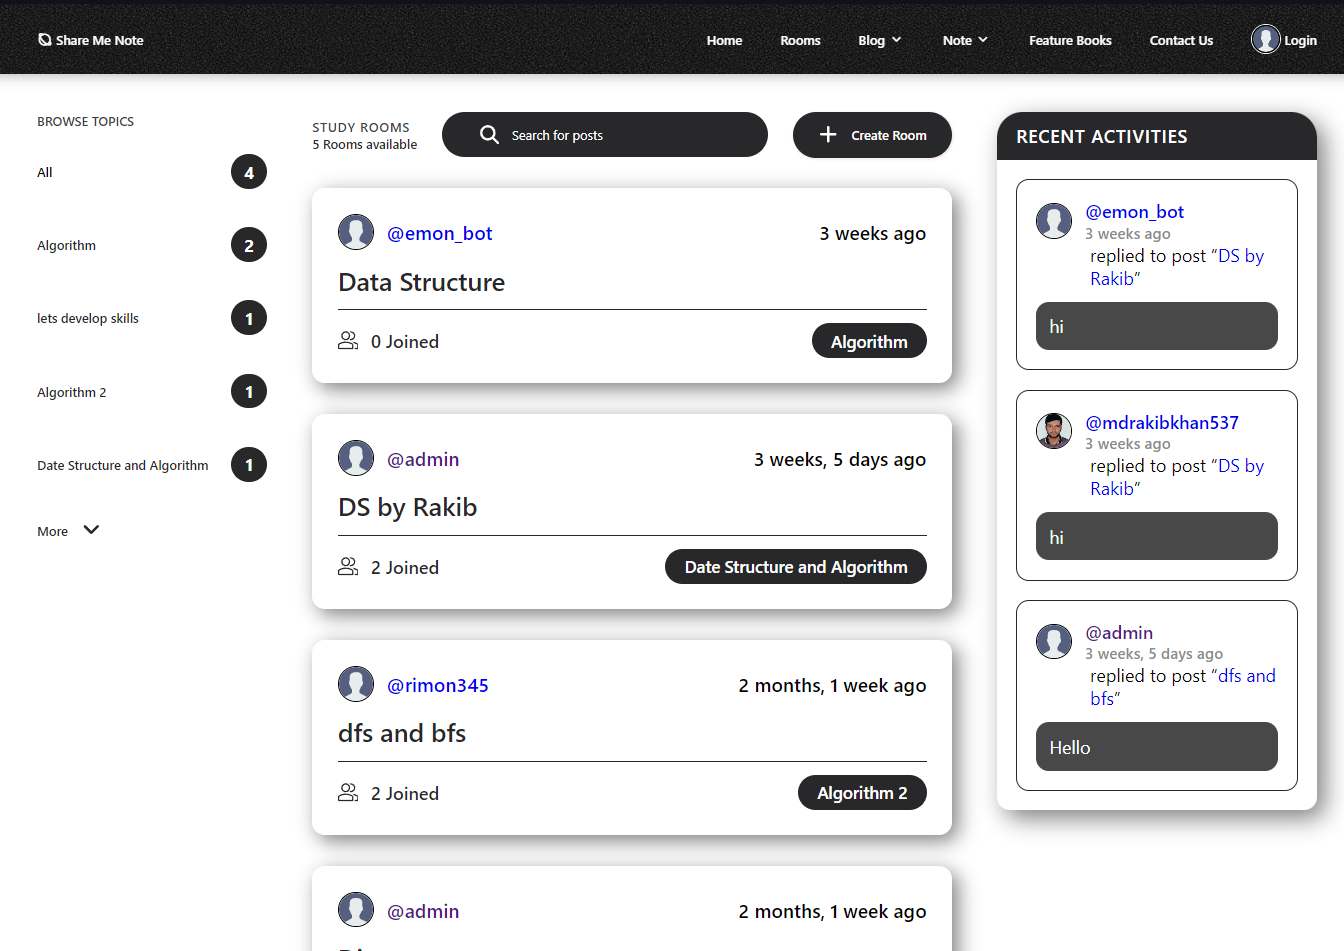 Share Me Note
Home
Rooms
Blog
Note
Feature Books
Contact Us
Login
BROWSE TOPICS
All
4
Algorithm
2
lets develop skills
1
Algorithm 2
1
Date Structure and Algorithm
1
More
STUDY ROOMS
5 Rooms available
Search for posts
Create Room
@emon_bot
3 weeks ago
Data Structure
0 Joined
Algorithm
@admin
3 weeks, 5 days ago
DS by Rakib
2 Joined
Date Structure and Algorithm
@rimon345
2 months, 1 week ago
dfs and bfs
2 Joined
Algorithm 2
@admin
2 months, 1 week ago
RECENT ACTIVITIES
@emon_bot
3 weeks ago
replied to post “DS by
Rakib”
hi
@mdrakibkhan537
3 weeks ago
replied to post “DS by
Rakib”
hi
@admin
3 weeks, 5 days ago
replied to post “dfs and
bfs”
Hello